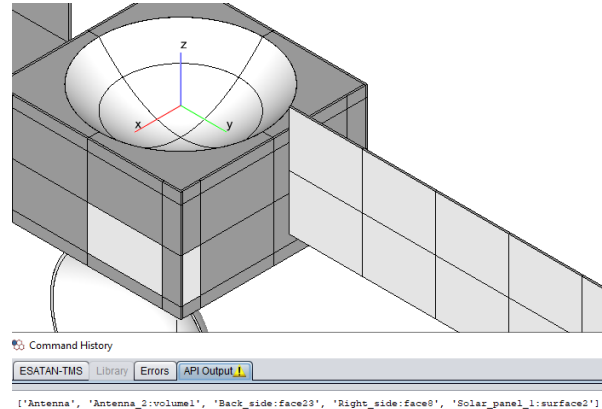 z
x
y
Command History
ESATAN-TMS Library Errors API Output
['Antenna', 'Antenna_2:volume1', 'Back_side:face23', 'Right_side:face8', 'Solar_panel_1:surface2']